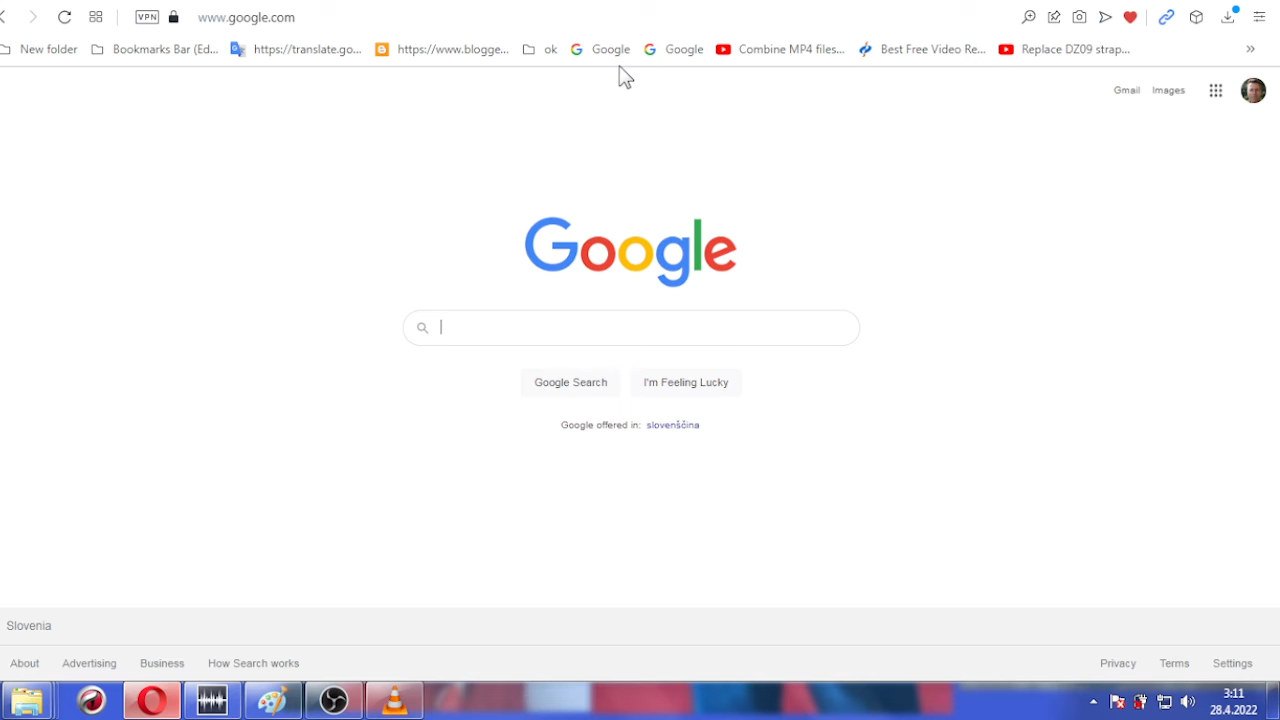 VPN www.google.com
New folder Bookmarks Bar (Ed... https://translate.go... https://www.blogge... ok Google Google Combine MP4 files... Best Free Video Re... Replace DZ09 strap... »
Gmail Images
Google
Google Search I'm Feeling Lucky
Google offered in: slovenščina
Slovenia
About Advertising Business How Search works Privacy Terms Settings
3:11
28.4.2022